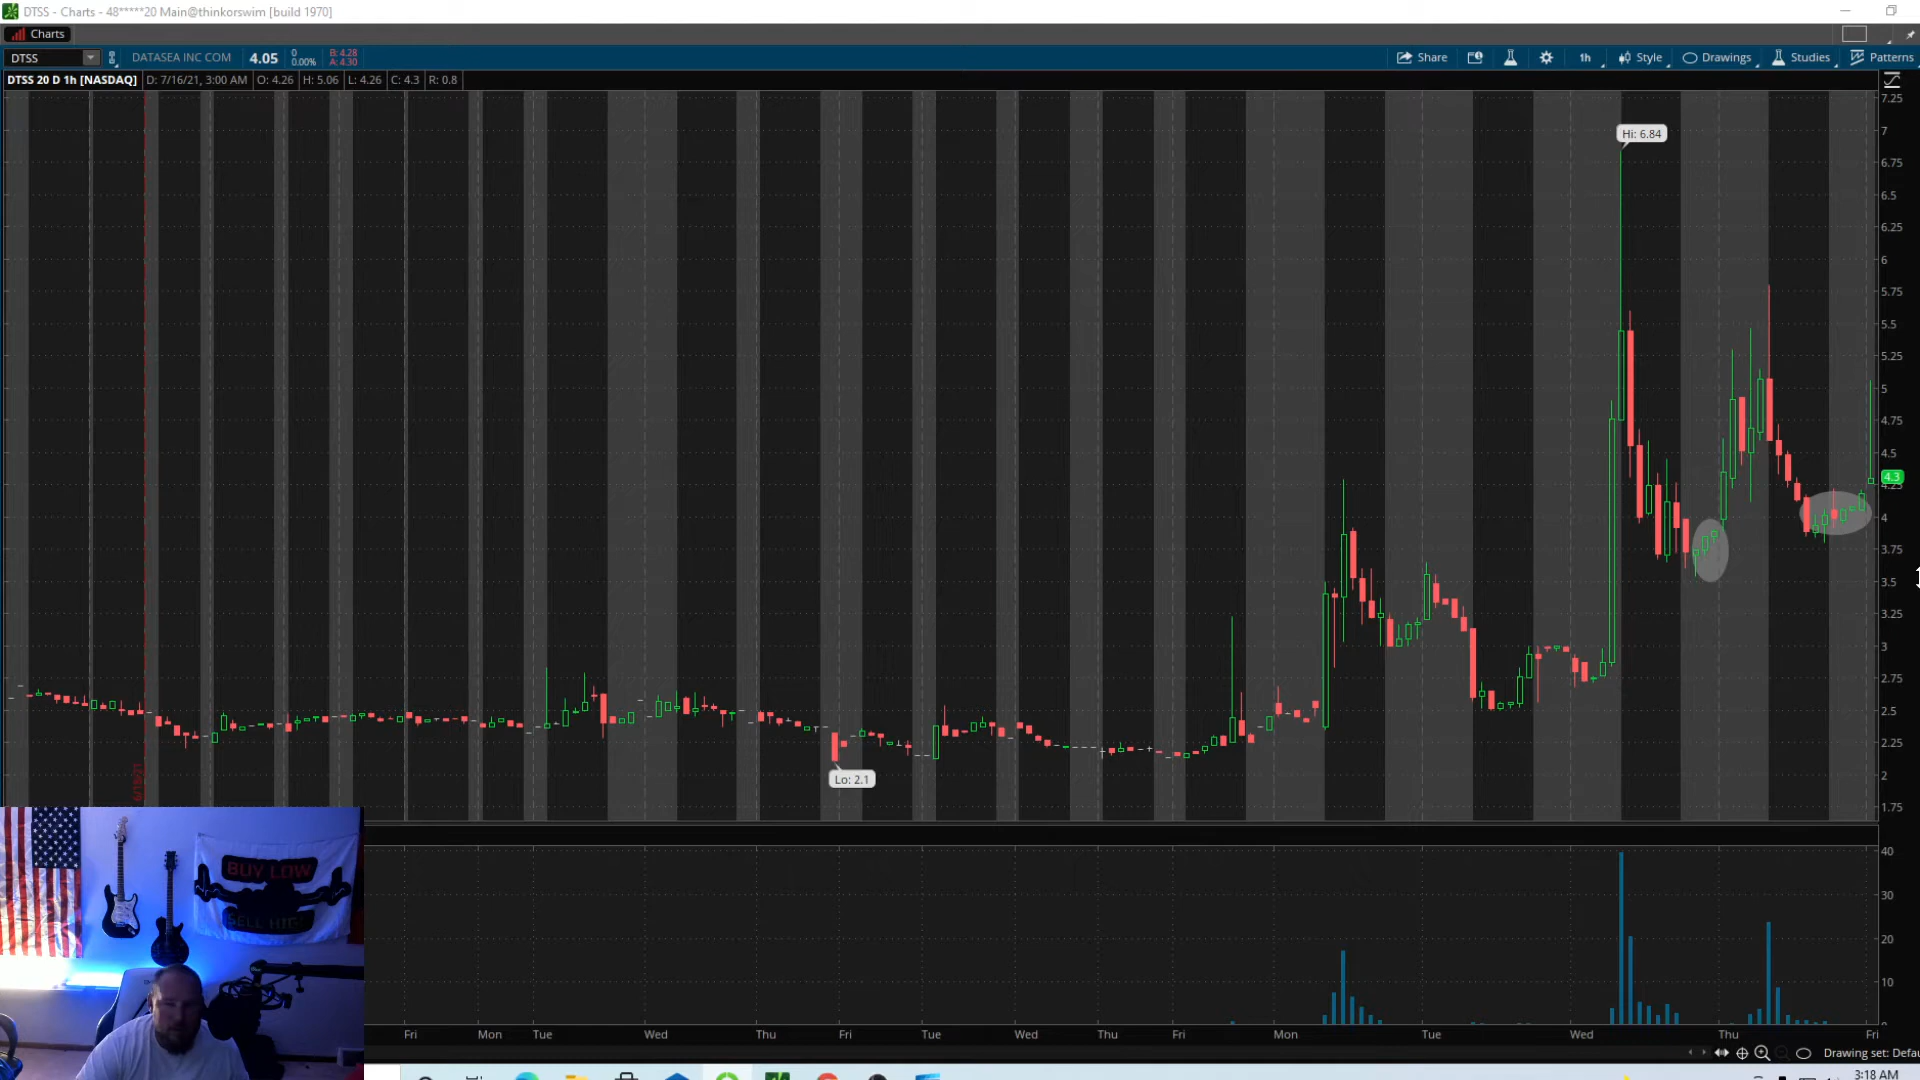 DTSS - Charts - 48*****20 Main@thinkorswim [build 1970]
Charts
DTSS DATASEA INC COM 4.05 0 0.00% B: 4.28 A: 4.30 Share 1h Style Drawings Studies Patterns
DTSS 20 D 1h [NASDAQ] D: 7/16/21, 3:00 AM O: 4.26 H: 5.06 L: 4.26 C: 4.3 R: 0.8
7.25
Hi: 6.84
7
6.75
6.5
6.25
6
5.75
5.5
5.25
5
4.75
4.5
4.3
4.25
4
3.75
3.5
3.25
3
2.75
2.5
2.25
2
Lo: 2.1
1.75
40
30
20
10
BUY LOW
SELL HIGH
Fri Mon Tue Wed Thu Fri Tue Wed Thu Fri Mon Tue Wed Thu Fri
Drawing set: Defau
3:18 AM